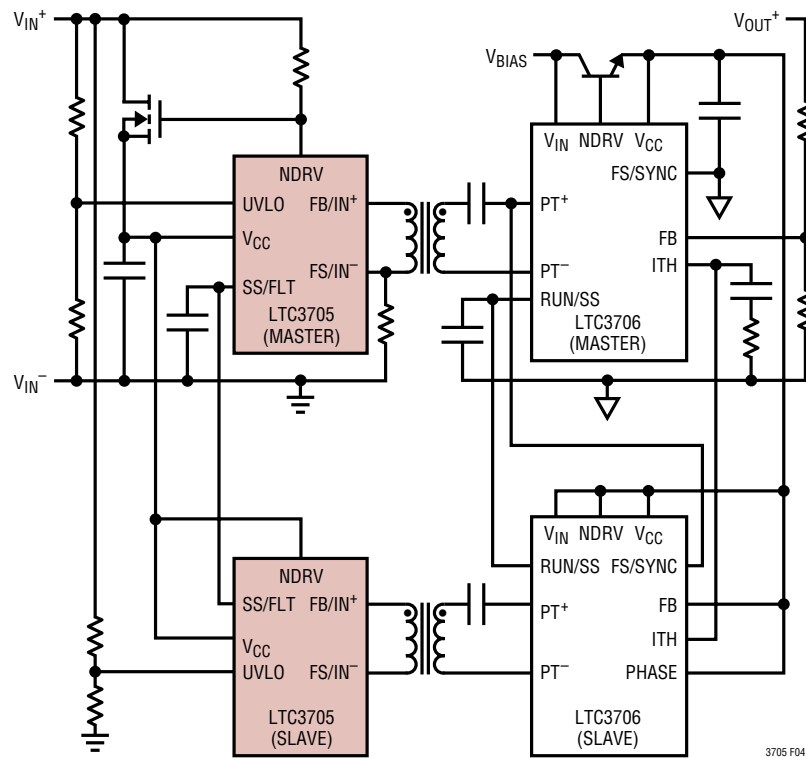 VIN+
VOUT+
VBIAS
VIN NDRV VCC
FS/SYNC
PT+
FB
ITH
PT−
RUN/SS
LTC3706
(MASTER)
NDRV
UVLO FB/IN+
VCC
FS/IN−
SS/FLT
LTC3705
(MASTER)
VIN−
VIN NDRV VCC
RUN/SS FS/SYNC
PT+
FB
ITH
PT− PHASE
LTC3706
(SLAVE)
NDRV
SS/FLT FB/IN+
VCC
UVLO FS/IN−
LTC3705
(SLAVE)
3705 F04